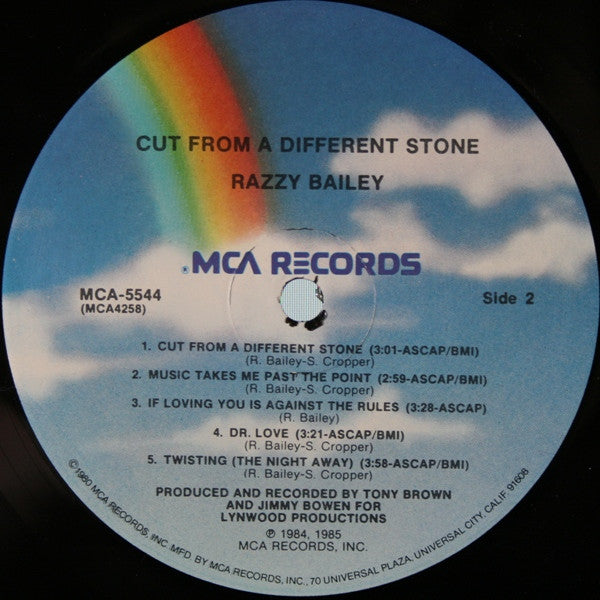 CUT FROM A DIFFERENT STONE
RAZZY BAILEY
®MCA RECORDS
MCA-5544
(MCA4258)
Side 2
1. CUT FROM A DIFFERENT STONE (3:01-ASCAP/BMI)
(R. Bailey-S. Cropper)
2. MUSIC TAKES ME PAST THE POINT (2:59-ASCAP/BMI)
(R. Bailey-S. Cropper)
3. IF LOVING YOU IS AGAINST THE RULES (3:28-ASCAP)
(R. Bailey)
4. DR. LOVE (3:21-ASCAP/BMI)
(R. Bailey-S. Cropper)
5. TWISTING (THE NIGHT AWAY) (3:58-ASCAP/BMI)
(R. Bailey-S. Cropper)
PRODUCED AND RECORDED BY TONY BROWN
AND JIMMY BOWEN FOR
LYNWOOD PRODUCTIONS
℗ 1984, 1985
MCA RECORDS, INC.
©1980 MCA RECORDS, INC. MFD. BY MCA RECORDS, INC., 70 UNIVERSAL PLAZA, UNIVERSAL CITY, CALIF. 91608